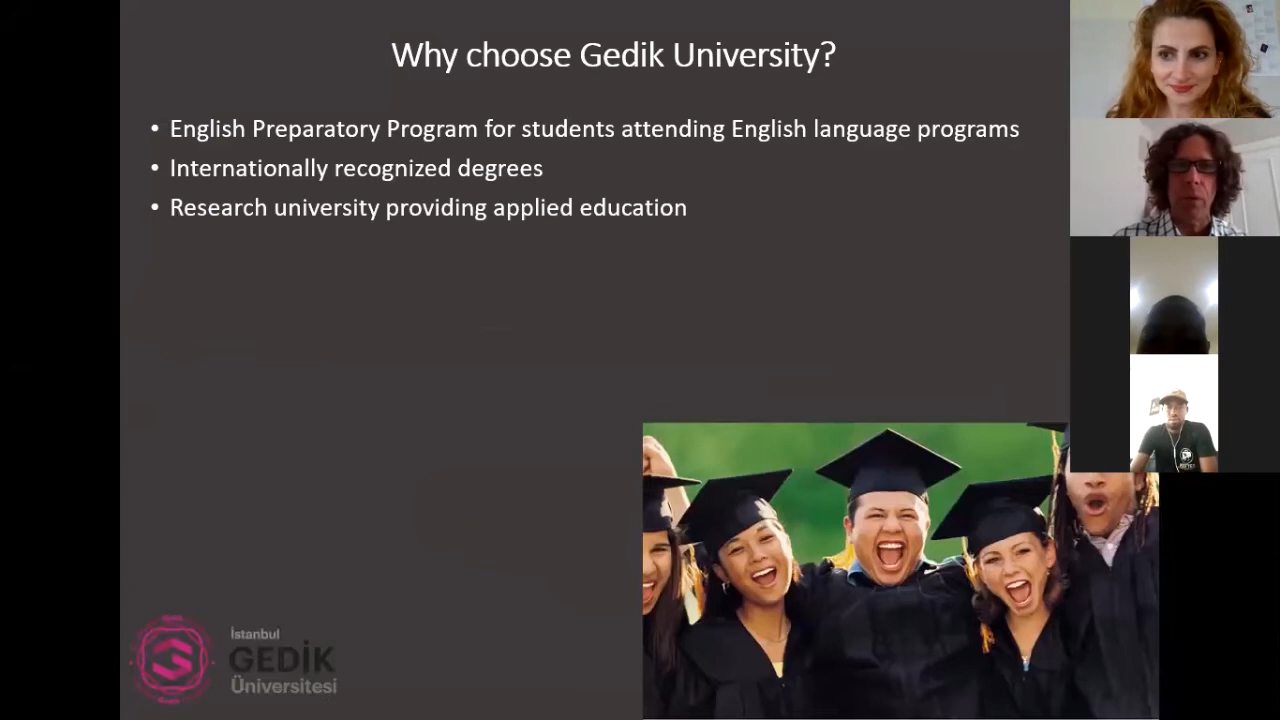 Why choose Gedik University?
• English Preparatory Program for students attending English language programs
• Internationally recognized degrees
• Research university providing applied education
İstanbul
GEDİK
Üniversitesi